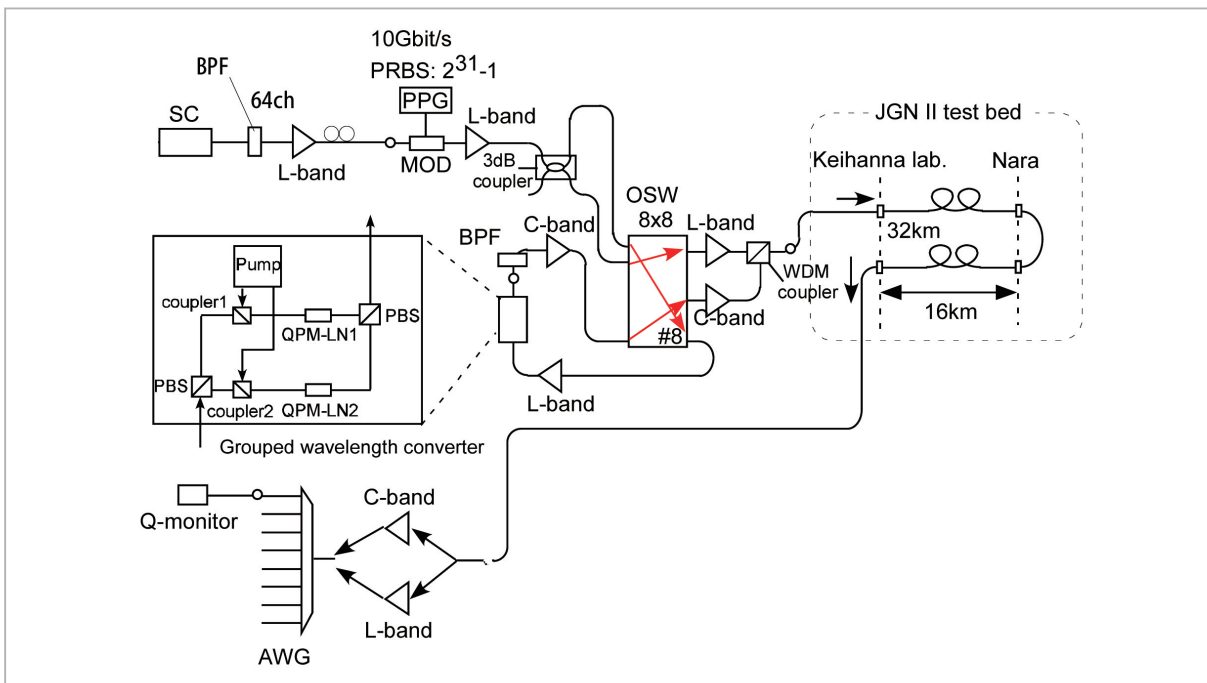 10Gbit/s
PRBS: 2^31-1
BPF
64ch
SC
PPG
L-band
MOD
L-band
3dB
coupler
JGN II test bed
Keihanna lab.
Nara
32km
16km
OSW
8x8
L-band
WDM
coupler
C-band
#8
BPF
C-band
L-band
Pump
coupler1
QPM-LN1
PBS
PBS
coupler2
QPM-LN2
Grouped wavelength converter
Q-monitor
C-band
L-band
AWG